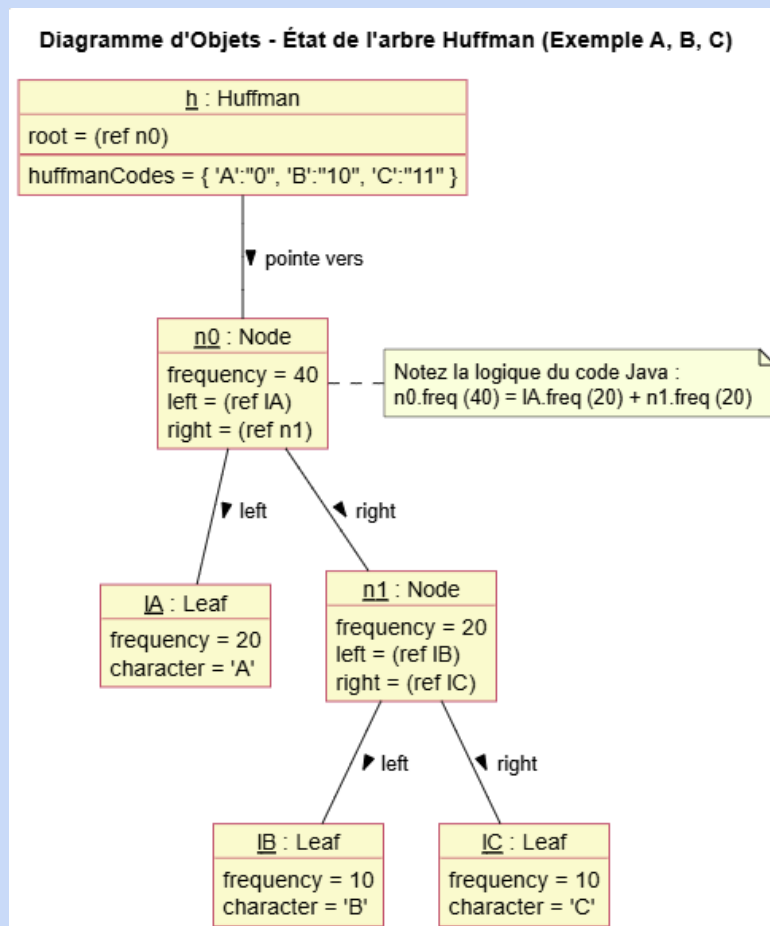 Diagramme d'Objets - État de l'arbre Huffman (Exemple A, B, C)
h : Huffman
root = (ref n0)
huffmanCodes = { 'A':"0", 'B':"10", 'C':"11" }
pointe vers
n0 : Node
frequency = 40
left = (ref lA)
right = (ref n1)
Notez la logique du code Java :
n0.freq (40) = lA.freq (20) + n1.freq (20)
left
right
lA : Leaf
frequency = 20
character = 'A'
n1 : Node
frequency = 20
left = (ref lB)
right = (ref lC)
left
right
lB : Leaf
frequency = 10
character = 'B'
lC : Leaf
frequency = 10
character = 'C'